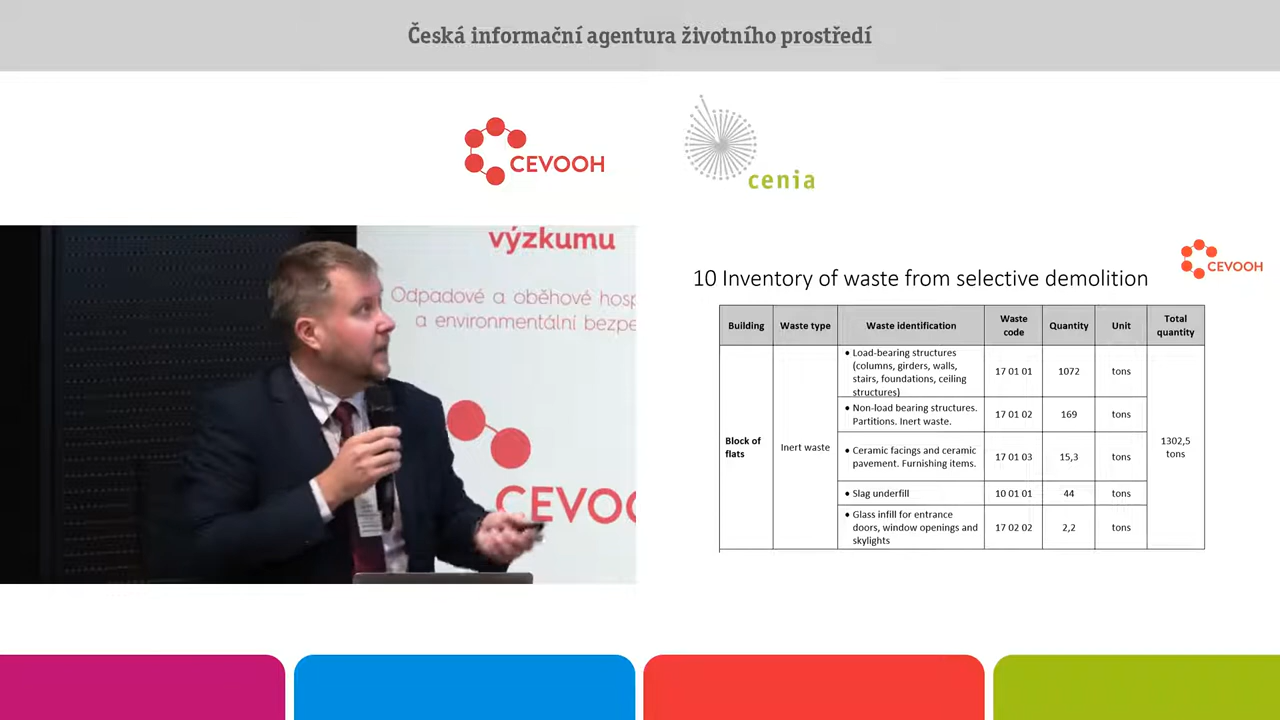 Česká informační agentura životního prostředí
CEVOOH
cenia
výzkumu
Odpadové a oběhové hosp
a environmentální bezpe
CEVOO
CEVOOH
10 Inventory of waste from selective demolition
Building Waste type Waste identification Waste code Quantity Unit Total quantity
Block of flats
Inert waste
• Load-bearing structures
(columns, girders, walls,
stairs, foundations, ceiling
structures)
17 01 01 1072 tons
• Non-load bearing structures.
Partitions. Inert waste.
17 01 02 169 tons
• Ceramic facings and ceramic
pavement. Furnishing items.
17 01 03 15,3 tons
• Slag underfill 10 01 01 44 tons
• Glass infill for entrance
doors, window openings and
skylights
17 02 02 2,2 tons
1302,5
tons